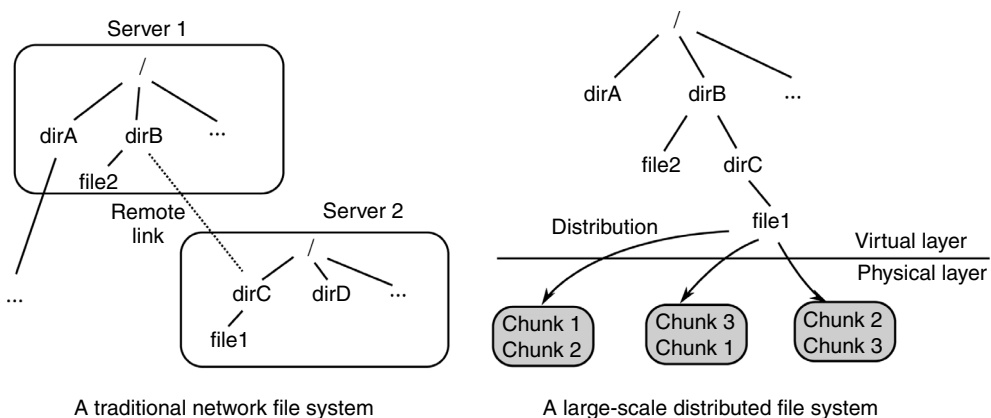 Server 1
/
dirA dirB ...
file2
Remote
link
...
Server 2
/
dirC dirD ...
file1
A traditional network file system
/
dirA dirB ...
file2 dirC
file1
Distribution
Virtual layer
Physical layer
Chunk 1
Chunk 2
Chunk 3
Chunk 1
Chunk 2
Chunk 3
A large-scale distributed file system